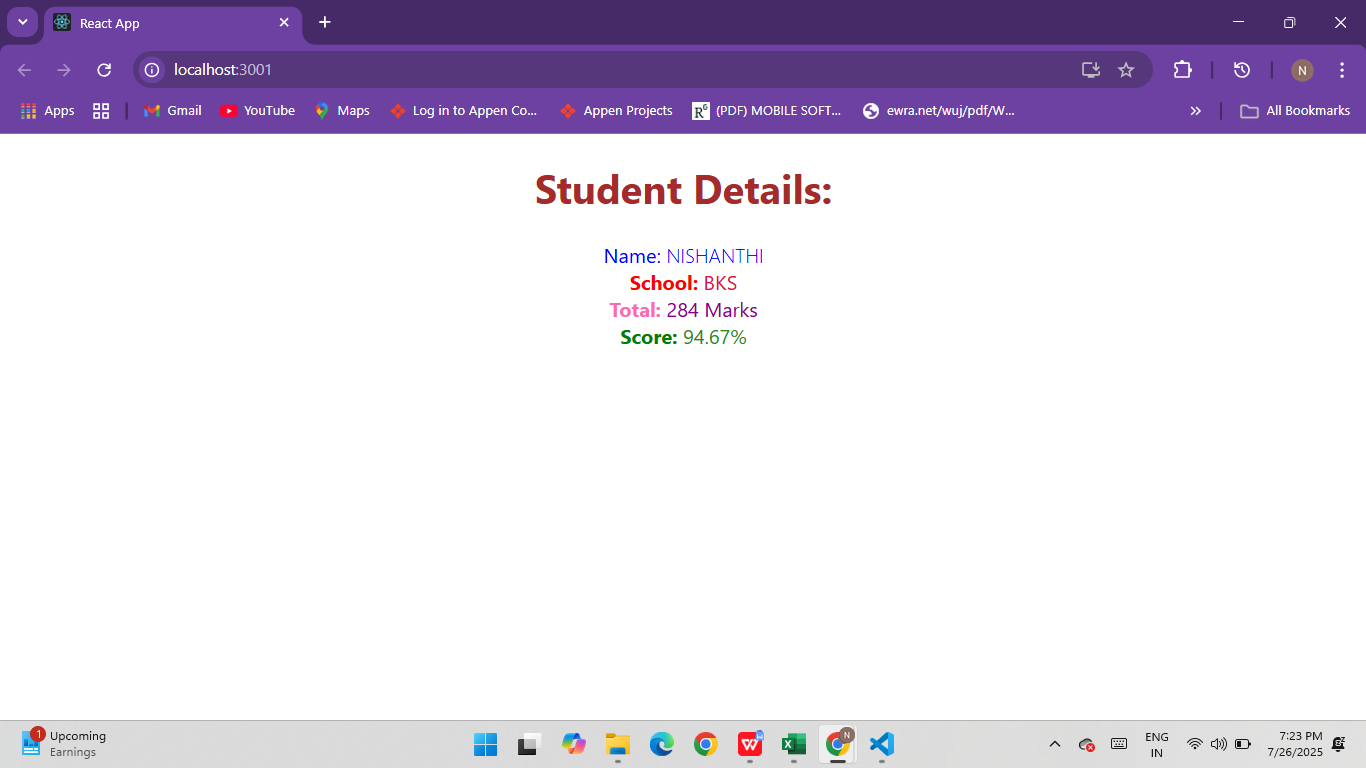 React App
localhost:3001
N
Apps
Gmail
YouTube
Maps
Log in to Appen Co...
Appen Projects
R^G
(PDF) MOBILE SOFT...
ewra.net/wuj/pdf/W...
All Bookmarks
Student Details:
Name: NISHANTHI
School: BKS
Total: 284 Marks
Score: 94.67%
1
Upcoming
Earnings
W
N
ENG
IN
7:23 PM
7/26/2025